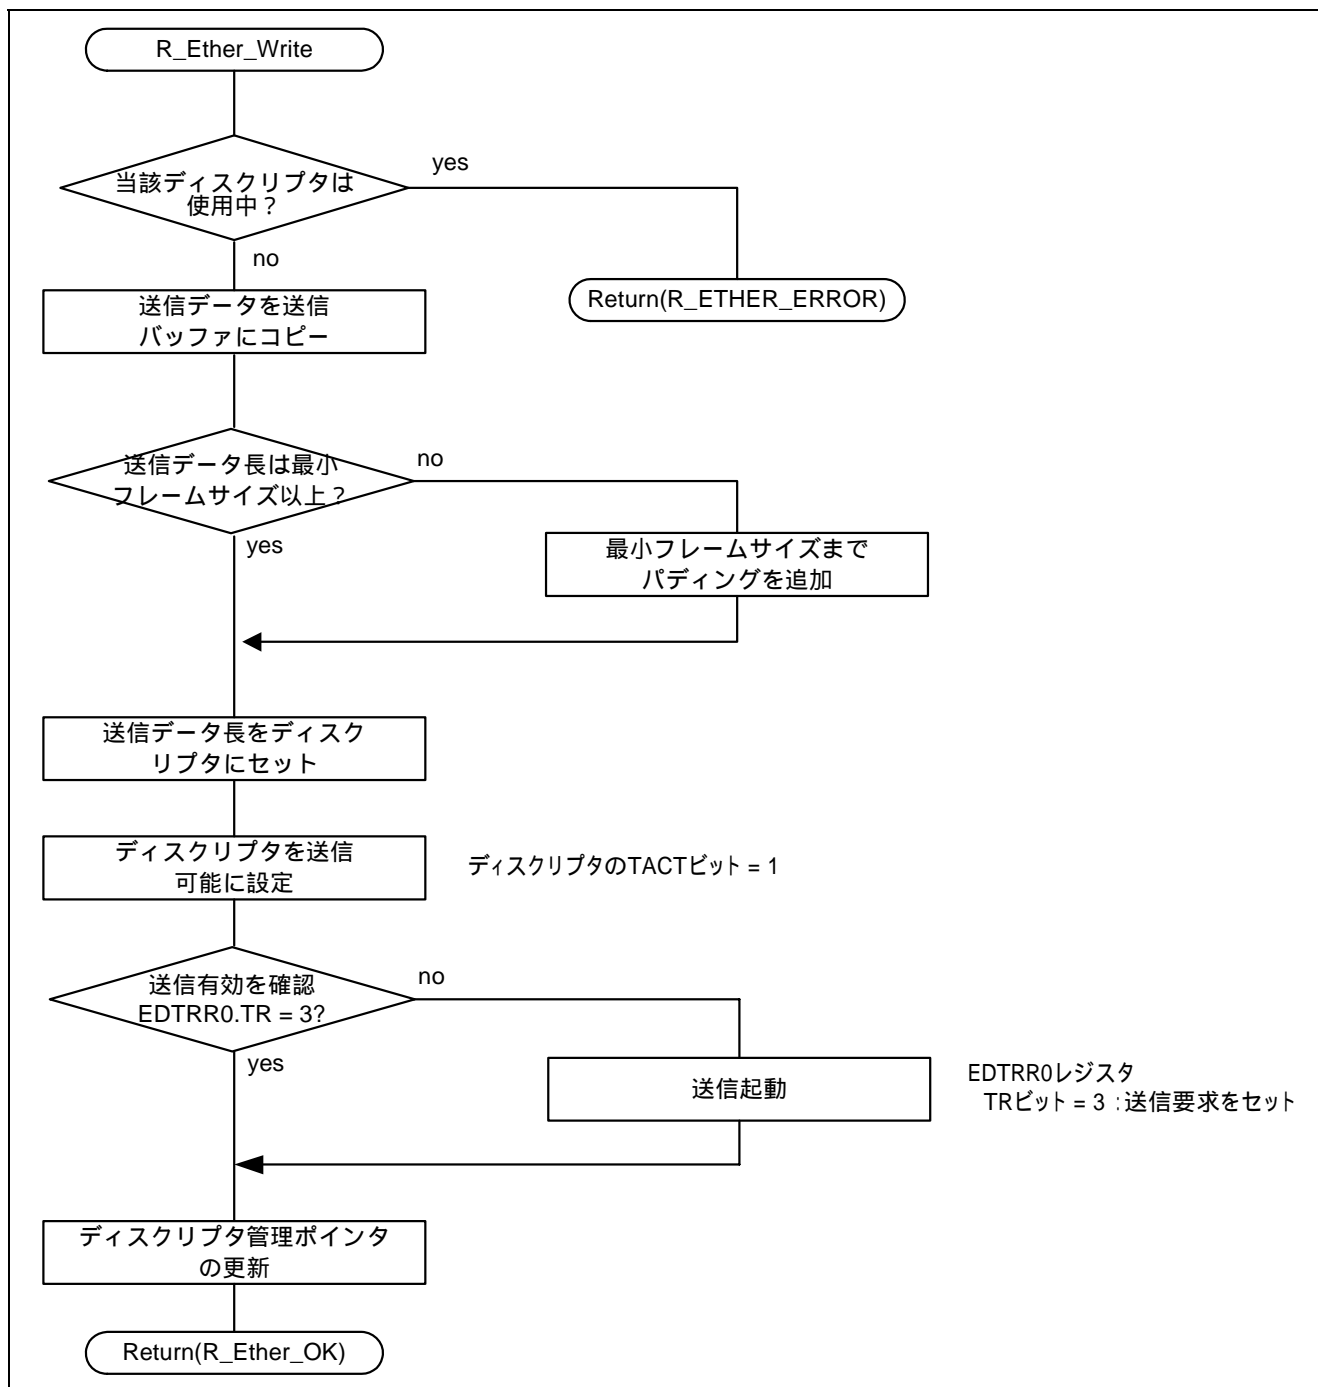 R_Ether_Write
yes
当該ディスクリプタは
使用中？
no
Return(R_ETHER_ERROR)
送信データを送信
バッファにコピー
送信データ長は最小
フレームサイズ以上？
no
yes
最小フレームサイズまで
パディングを追加
送信データ長をディスク
リプタにセット
ディスクリプタを送信
可能に設定
ディスクリプタのTACTビット = 1
送信有効を確認
EDTRR0.TR = 3?
no
yes
送信起動
EDTRR0レジスタ
TRビット = 3 : 送信要求をセット
ディスクリプタ管理ポインタ
の更新
Return(R_Ether_OK)